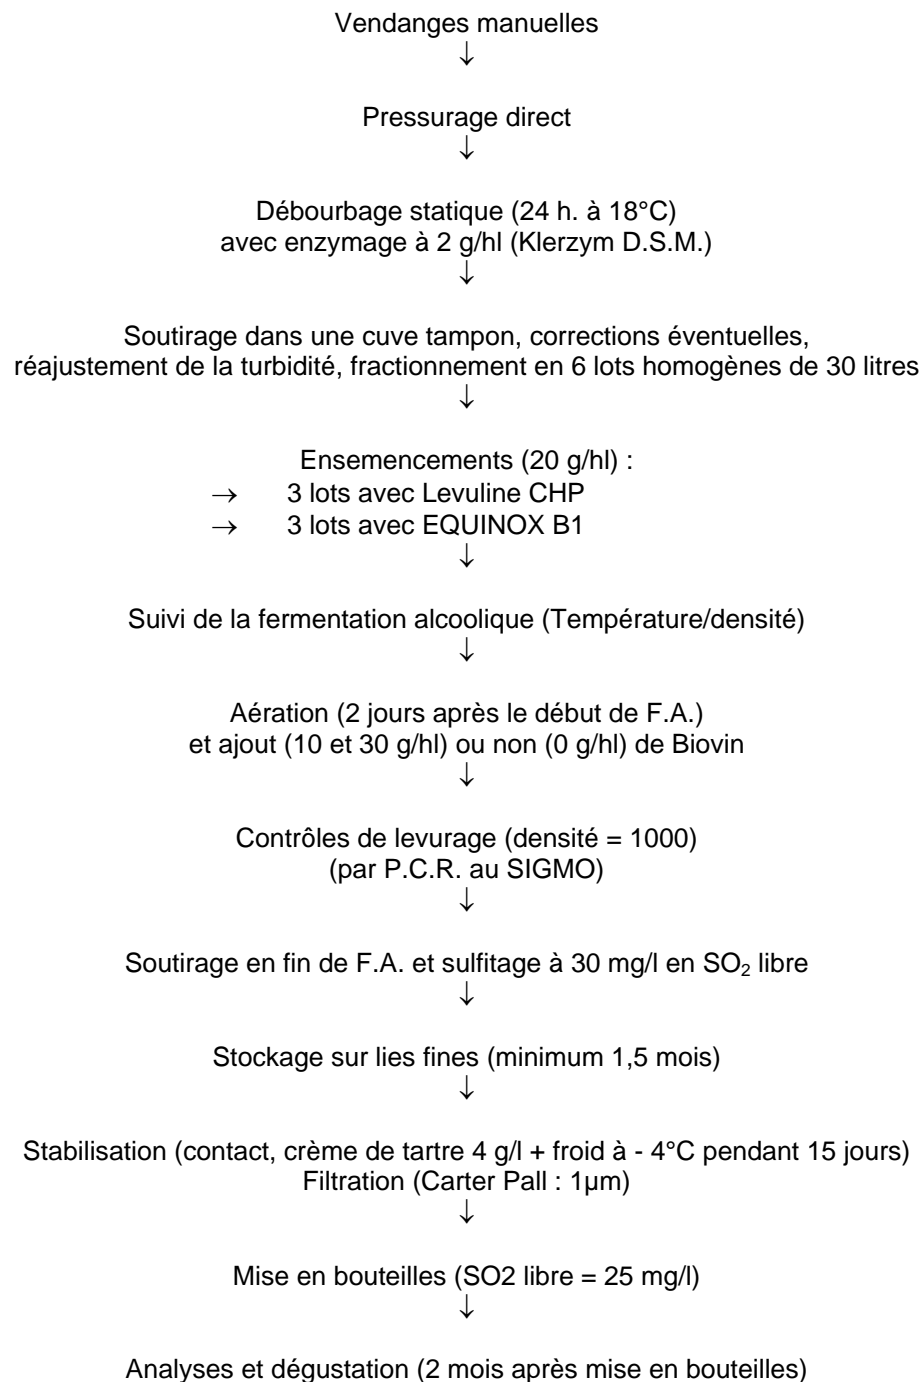 Vendanges manuelles
↓
Pressurage direct
↓
Débourbage statique (24 h. à 18°C)
avec enzymage à 2 g/hl (Klerzym D.S.M.)
↓
Soutirage dans une cuve tampon, corrections éventuelles,
réajustement de la turbidité, fractionnement en 6 lots homogènes de 30 litres
↓
Ensemencements (20 g/hl) :
→ 3 lots avec Levuline CHP
→ 3 lots avec EQUINOX B1
↓
Suivi de la fermentation alcoolique (Température/densité)
↓
Aération (2 jours après le début de F.A.)
et ajout (10 et 30 g/hl) ou non (0 g/hl) de Biovin
↓
Contrôles de levurage (densité = 1000)
(par P.C.R. au SIGMO)
↓
Soutirage en fin de F.A. et sulfitage à 30 mg/l en SO₂ libre
↓
Stockage sur lies fines (minimum 1,5 mois)
↓
Stabilisation (contact, crème de tartre 4 g/l + froid à - 4°C pendant 15 jours)
Filtration (Carter Pall : 1µm)
↓
Mise en bouteilles (SO2 libre = 25 mg/l)
↓
Analyses et dégustation (2 mois après mise en bouteilles)